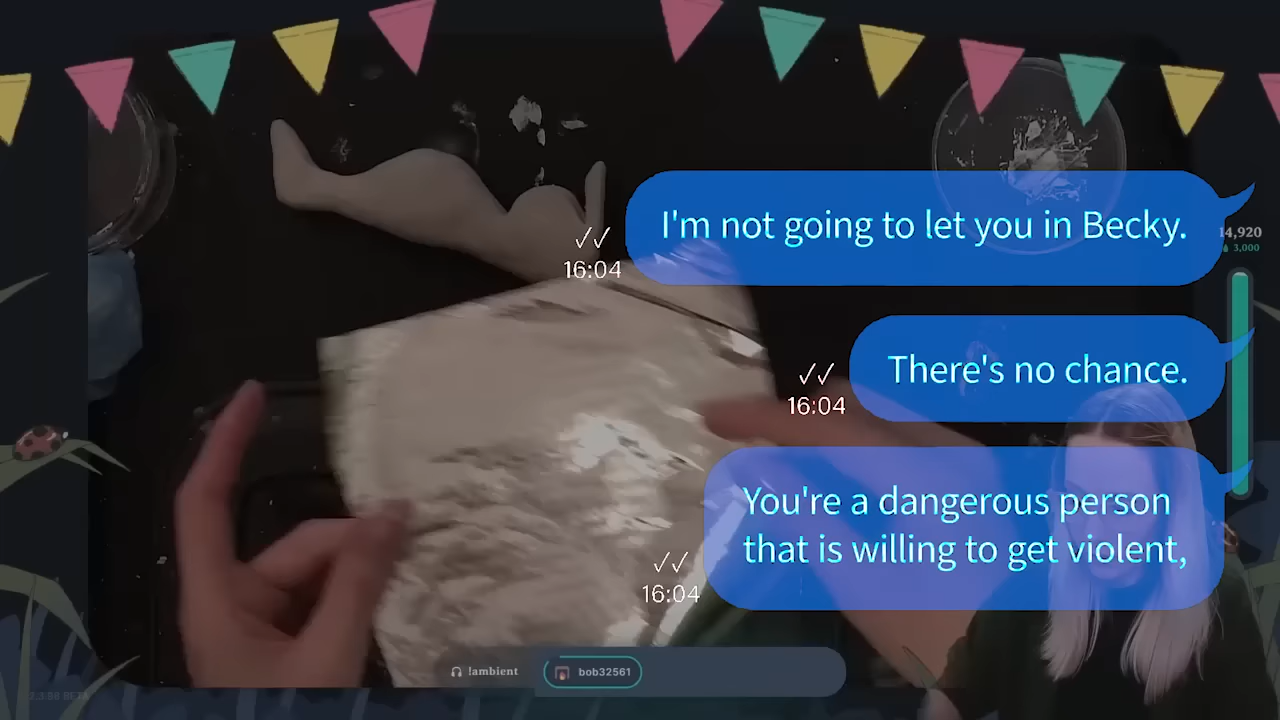 I'm not going to let you in Becky.
✓✓
16:04
14,920
3,000
There's no chance.
✓✓
16:04
You're a dangerous person
that is willing to get violent,
✓✓
16:04
!ambient
bob32561